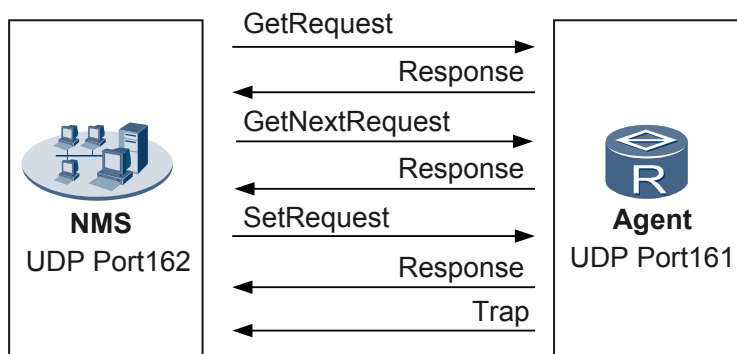 GetRequest
Response
GetNextRequest
Response
NMS
UDP Port162
SetRequest
Response
Trap
R
Agent
UDP Port161